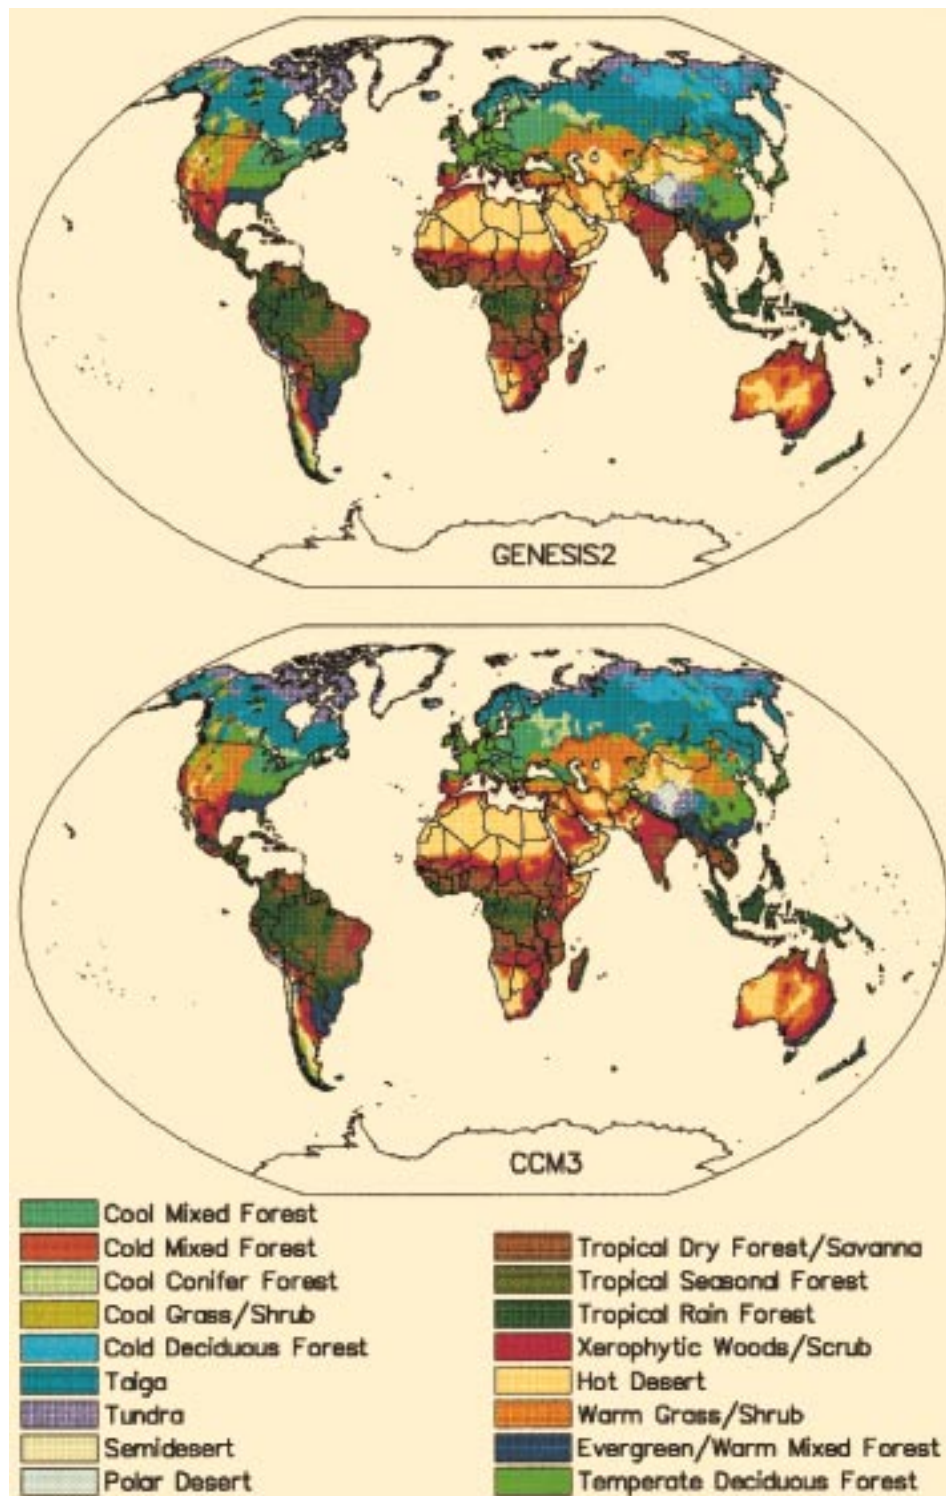 GENESIS2
CCM3
Cool Mixed Forest
Cold Mixed Forest
Cool Conifer Forest
Cool Grass/Shrub
Cold Deciduous Forest
Taiga
Tundra
Semidesert
Polar Desert
Tropical Dry Forest/Savanna
Tropical Seasonal Forest
Tropical Rain Forest
Xerophytic Woods/Scrub
Hot Desert
Warm Grass/Shrub
Evergreen/Warm Mixed Forest
Temperate Deciduous Forest